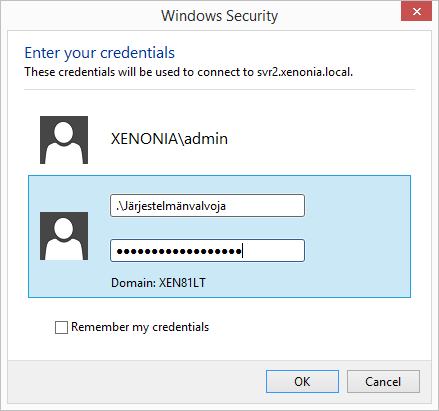 Windows Security
Enter your credentials
These credentials will be used to connect to svr2.xenonia.local.
XENONIA\admin
.\Järjestelmänvalvoja
●●●●●●●●●●●●●●●●●●
Domain: XEN81LT
Remember my credentials
OK
Cancel